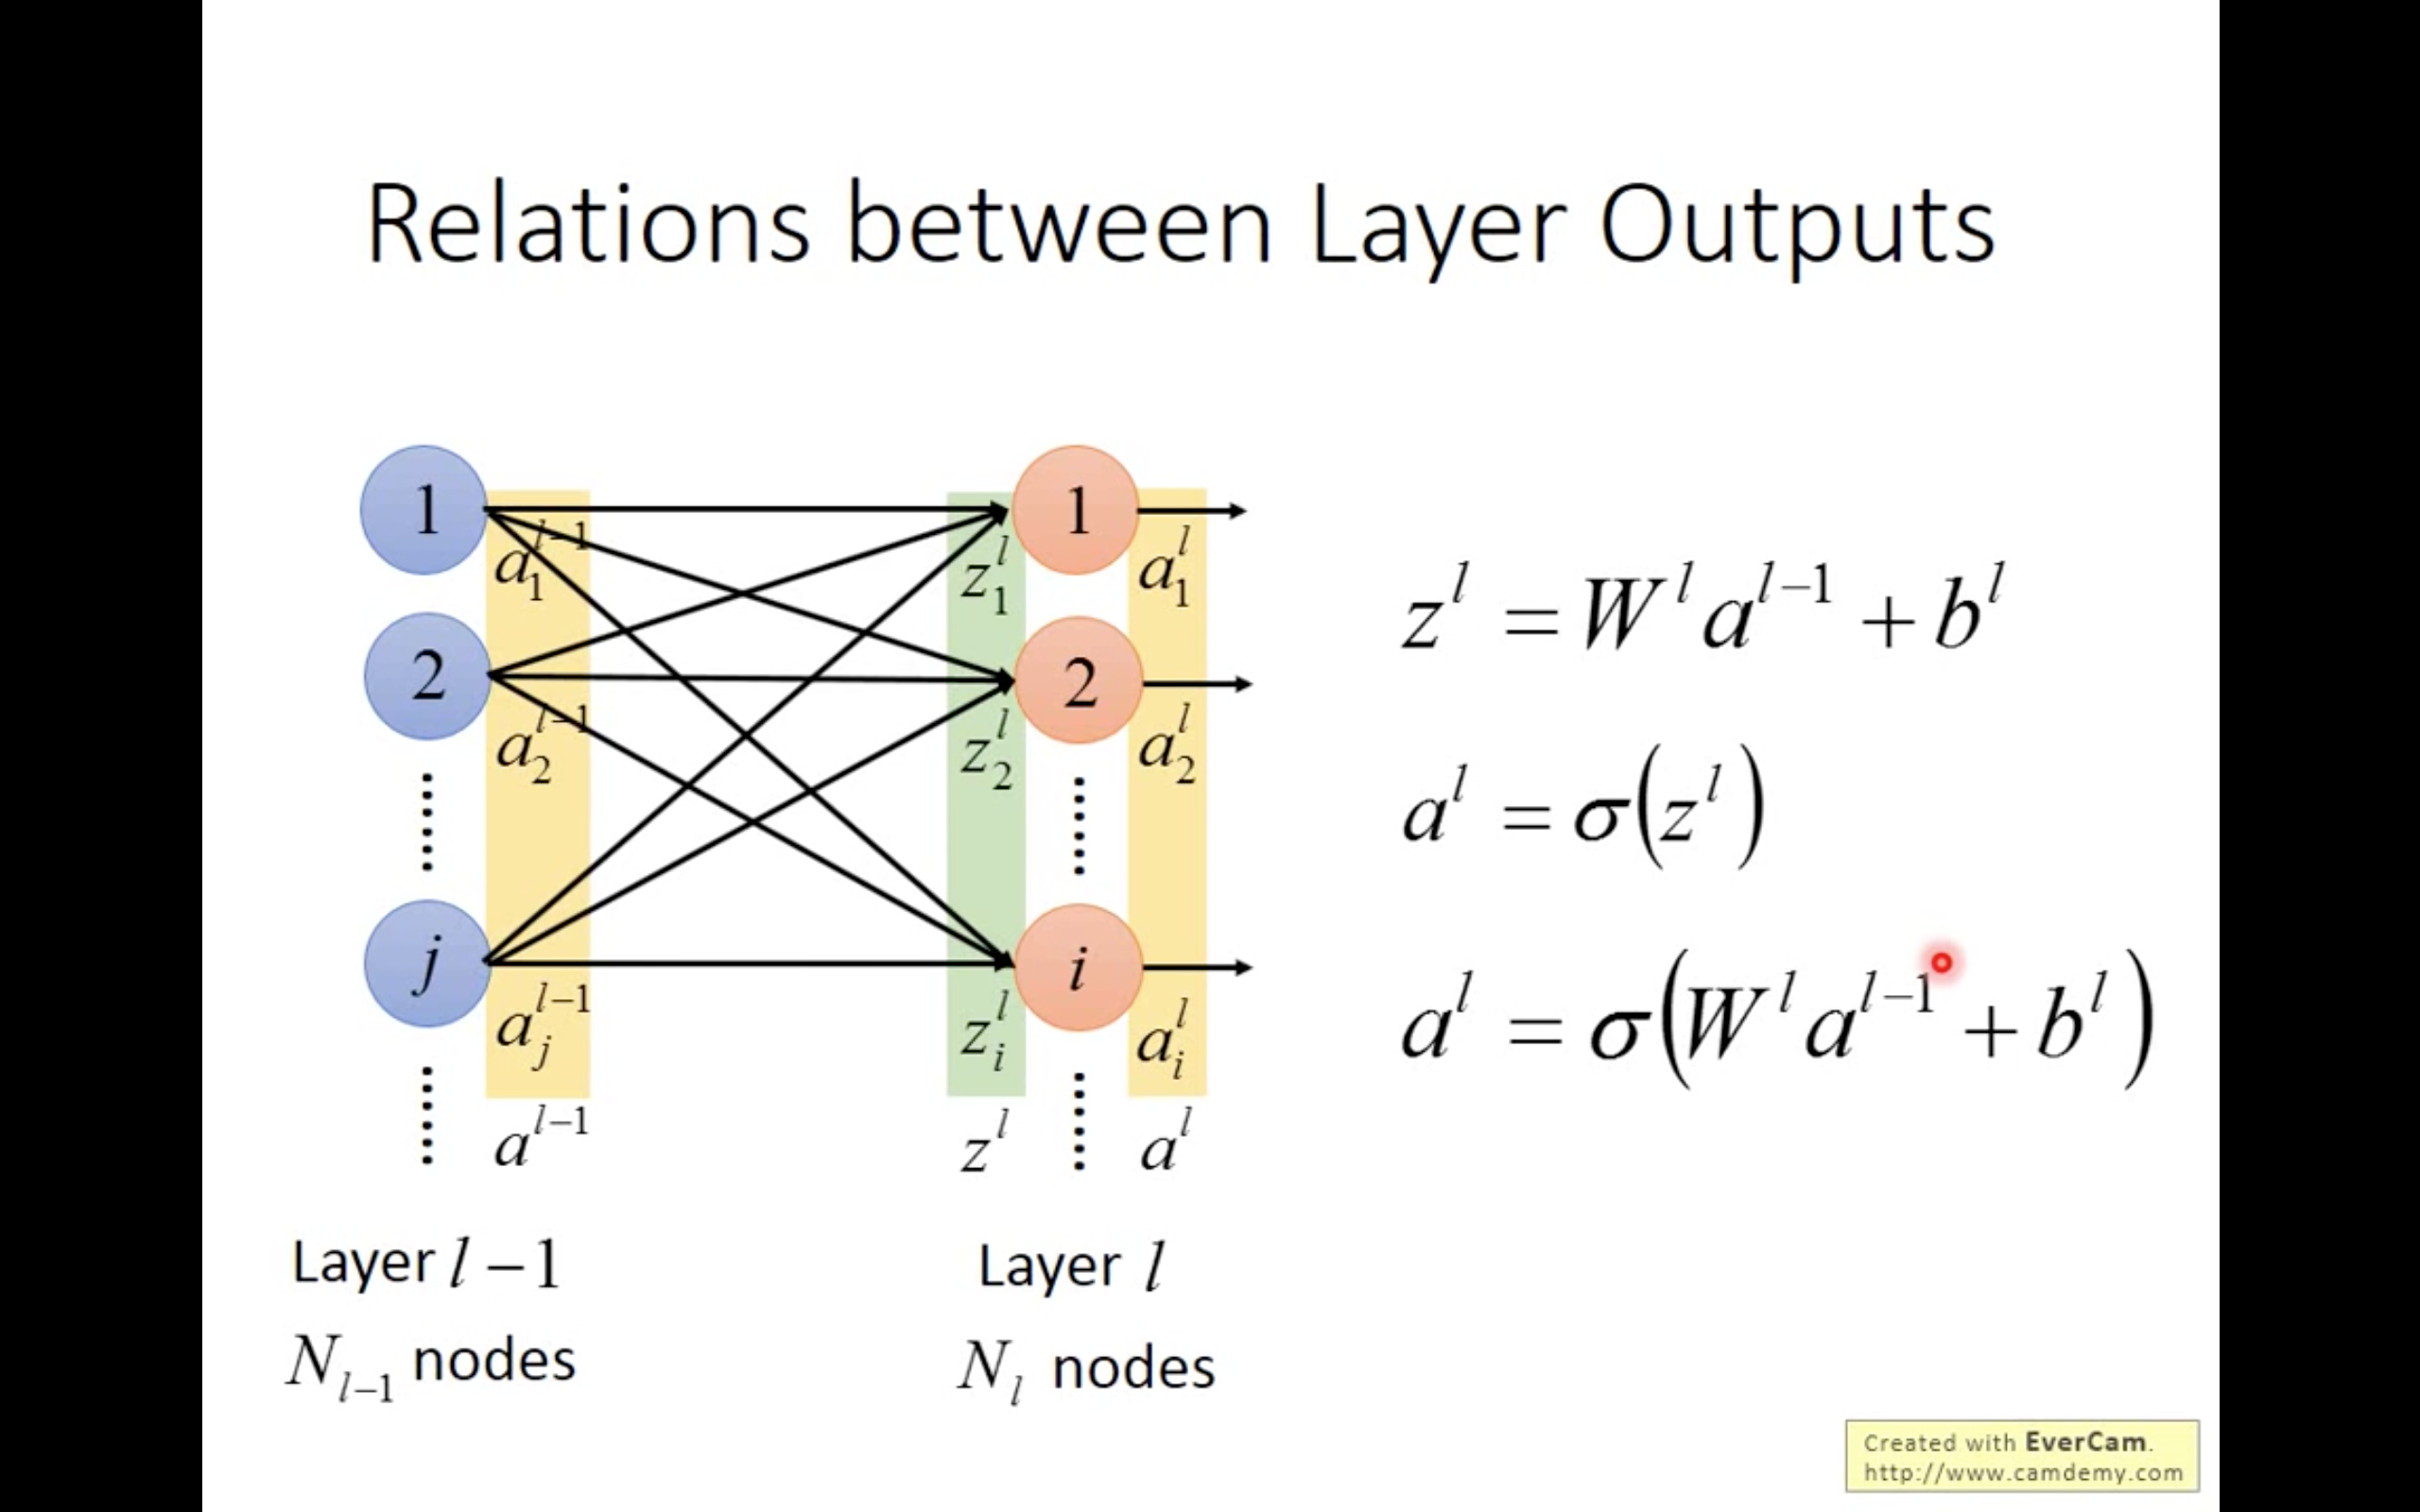 Relations between Layer Outputs
1
a_1^{l-1}
z_1^l
1
a_1^l
2
a_2^{l-1}
z_2^l
2
a_2^l
j
a_j^{l-1}
z_i^l
i
a_i^l
a^{l-1}
z^l
a^l
z^l = W^l a^{l-1} + b^l
a^l = σ(z^l)
a^l = σ(W^l a^{l-1} + b^l)
Layer l−1
N_{l-1} nodes
Layer l
N_l nodes
Created with EverCam.
http://www.camdemy.com